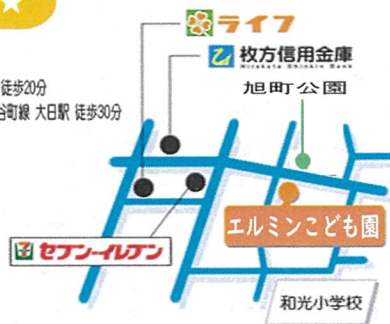 ライフ
枚方信用金庫
Hirakata Shinkin Bank
旭町公園
徒歩20分
谷町線 大日駅 徒歩30分
エルミンこども園
セブン-イレブン
和光小学校